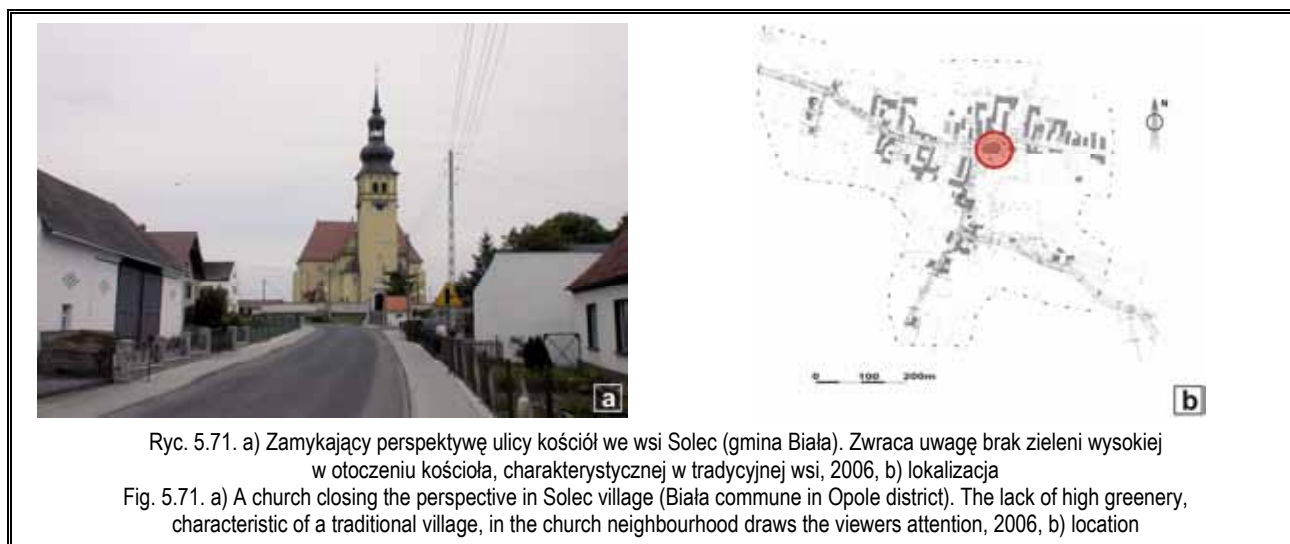 a
N
0 100 200m
b
Ryc. 5.71. a) Zamykający perspektywę ulicy kościół we wsi Solec (gmina Biała). Zwraca uwagę brak zieleni wysokiej
w otoczeniu kościoła, charakterystycznej w tradycyjnej wsi, 2006, b) lokalizacja
Fig. 5.71. a) A church closing the perspective in Solec village (Biała commune in Opole district). The lack of high greenery,
characteristic of a traditional village, in the church neighbourhood draws the viewers attention, 2006, b) location